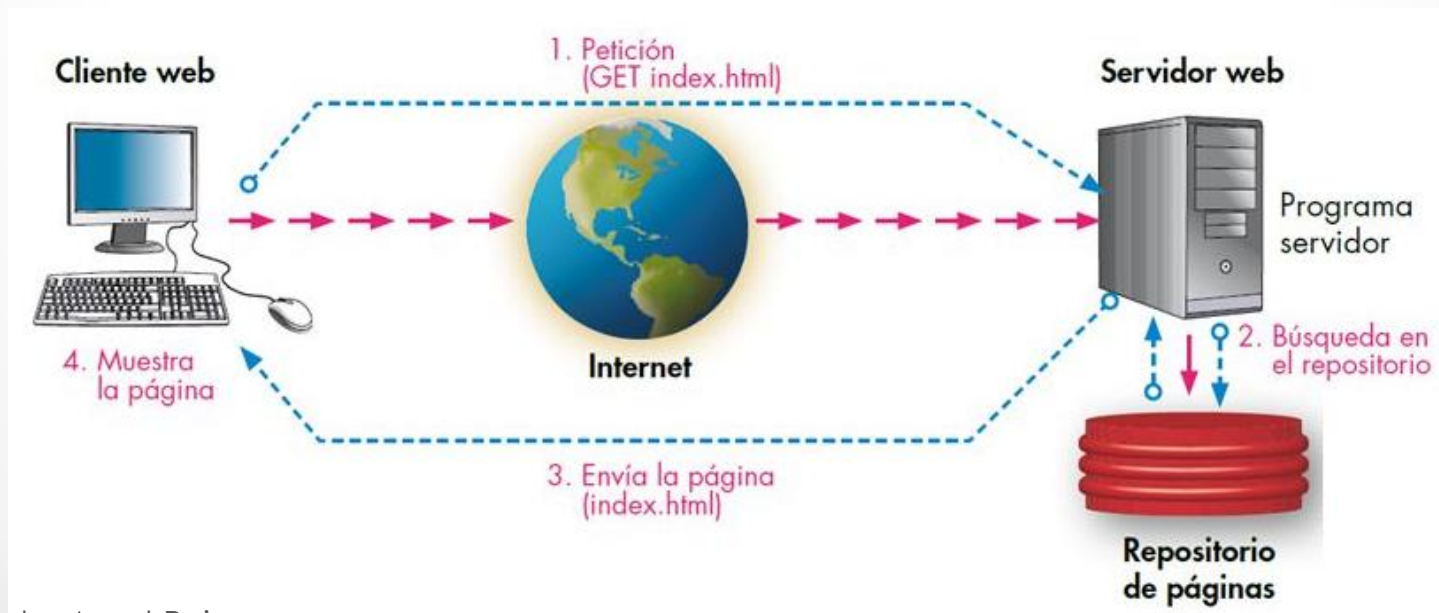 Cliente web
1. Petición
(GET index.html)
Servidor web
Programa
servidor
Internet
2. Búsqueda en
el repositorio
4. Muestra
la página
3. Envía la página
(index.html)
Repositorio
de páginas